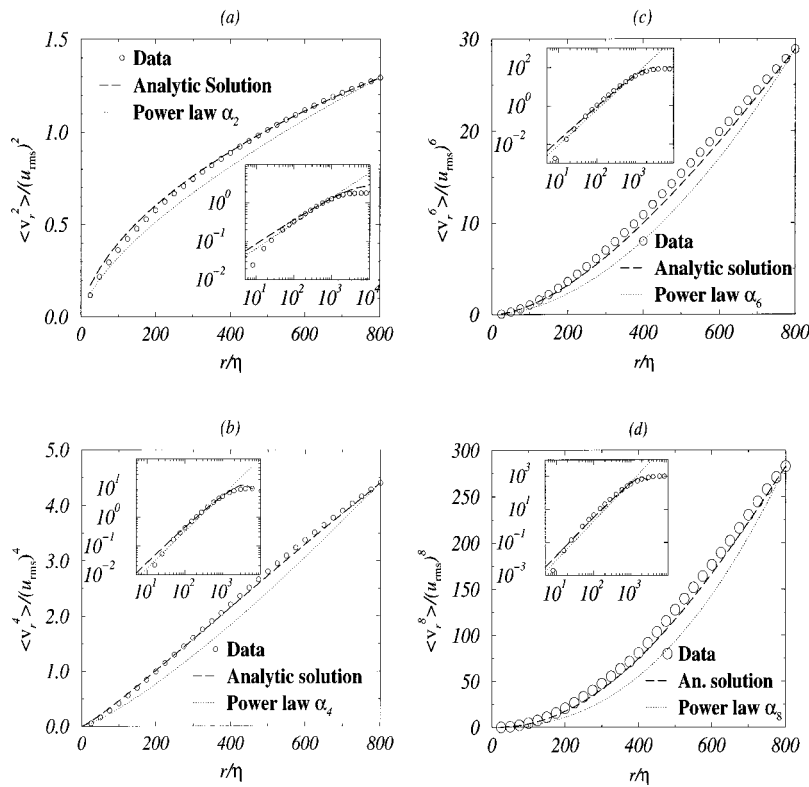 (a)
<v_r^2>/(u_rms)^2
2.0
1.5
1.0
0.5
0.0
0 200 400 600 800
r/η
Data
Analytic Solution
Power law α_2
10^0
10^-1
10^-2
10^1 10^2 10^3 10^4
(c)
<v_r^6>/(u_rms)^6
30
20
10
0
0 200 400 600 800
r/η
Data
Analytic solution
Power law α_6
10^2
10^0
10^-2
10^1 10^2 10^3
(b)
<v_r^4>/(u_rms)^4
5.0
4.0
3.0
2.0
1.0
0.0
0 200 400 600 800
r/η
Data
Analytic solution
Power law α_4
10^1
10^0
10^-1
10^-2
10^1 10^2 10^3
(d)
<v_r^8>/(u_rms)^8
300
250
200
150
100
50
0
0 200 400 600 800
r/η
Data
An. solution
Power law α_8
10^3
10^1
10^-1
10^-3
10^1 10^2 10^3